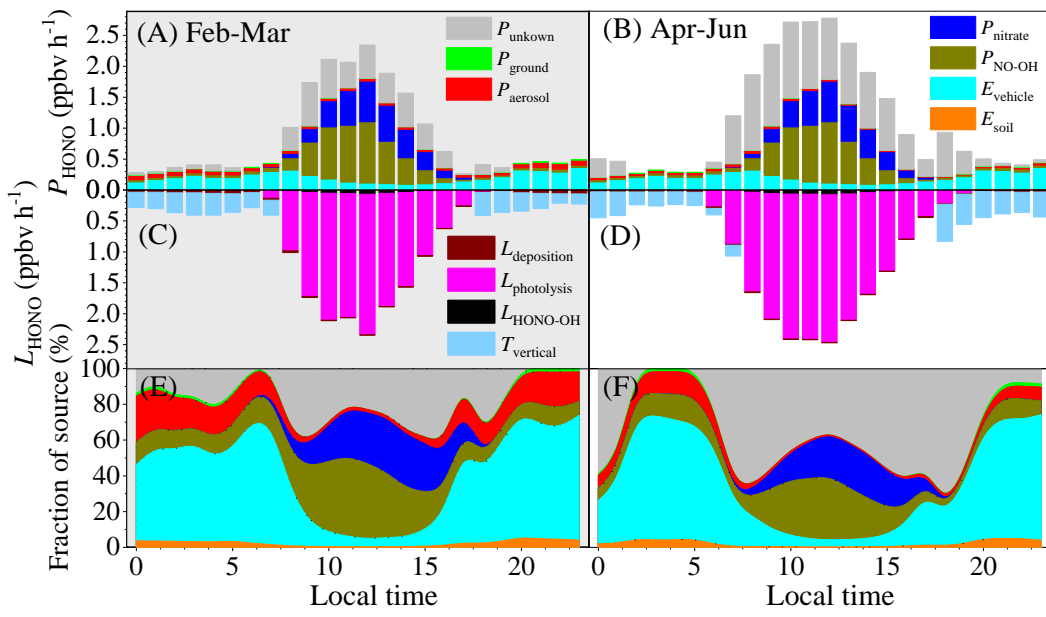 (A) Feb-Mar
P_unkown
P_ground
P_aerosol
(B) Apr-Jun
P_nitrate
P_NO-OH
E_vehicle
E_soil
P_HONO (ppbv h⁻¹)
2.5
2.0
1.5
1.0
0.5
0.0
0.5
1.0
1.5
2.0
2.5
L_HONO (ppbv h⁻¹)
(C)
L_deposition
L_photolysis
L_HONO-OH
T_vertical
(D)
Fraction of source (%)
100
80
60
40
20
0
(E)
(F)
0 5 10 15 20
0 5 10 15 20
Local time
Local time